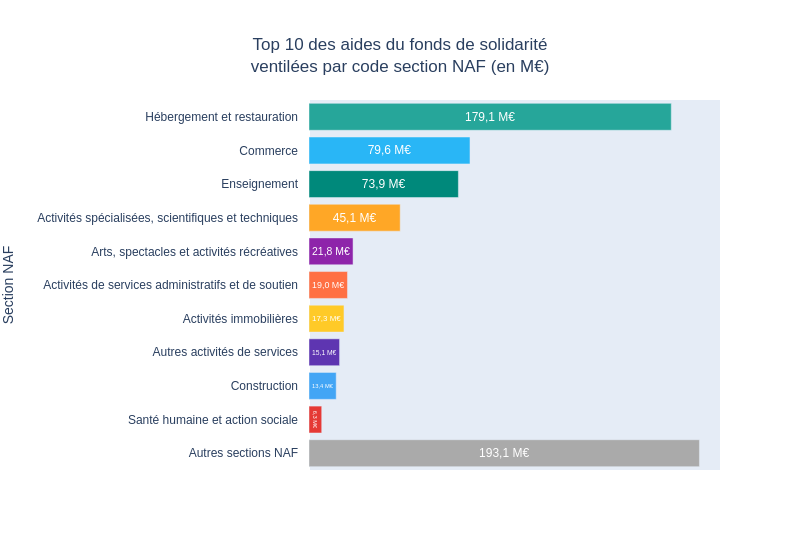 Top 10 des aides du fonds de solidarité
ventilées par code section NAF (en M€)
Section NAF
Hébergement et restauration 179,1 M€
Commerce 79,6 M€
Enseignement 73,9 M€
Activités spécialisées, scientifiques et techniques 45,1 M€
Arts, spectacles et activités récréatives 21,8 M€
Activités de services administratifs et de soutien 19,0 M€
Activités immobilières 17,3 M€
Autres activités de services 15,1 M€
Construction 13,4 M€
Santé humaine et action sociale 6,3 M€
Autres sections NAF 193,1 M€